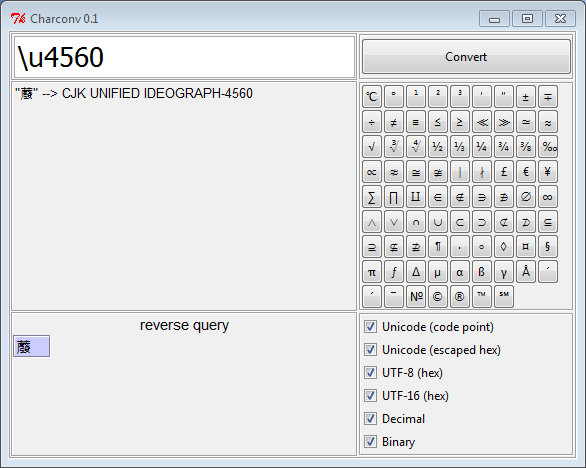 Charconv 0.1
\u4560
Convert
"䕠" --> CJK UNIFIED IDEOGRAPH-4560
℃ ° ¹ ² ³ ′ ″ ± ∓
÷ ≠ ≡ ≤ ≥ ≪ ≫ ≃ ≈
√ ∛ ∜ ½ ⅓ ¼ ¾ ⅜ ‰
∝ ≈ ≅ ≇ ∣ ∤ £ € ¥
∑ ∏ ∐ ∈ ∉ ∋ ∌ ∅ ∞
∧ ∨ ∩ ∪ ⊂ ⊃ ⊄ ⊅ ⊆
⊇ ⊈ ⊉ ¶ · ∘ ◊ ¤ §
π ƒ Δ µ α ß γ Å ´
´ ¯ № © ® ™ ℠
reverse query
䕠
Unicode (code point)
Unicode (escaped hex)
UTF-8 (hex)
UTF-16 (hex)
Decimal
Binary